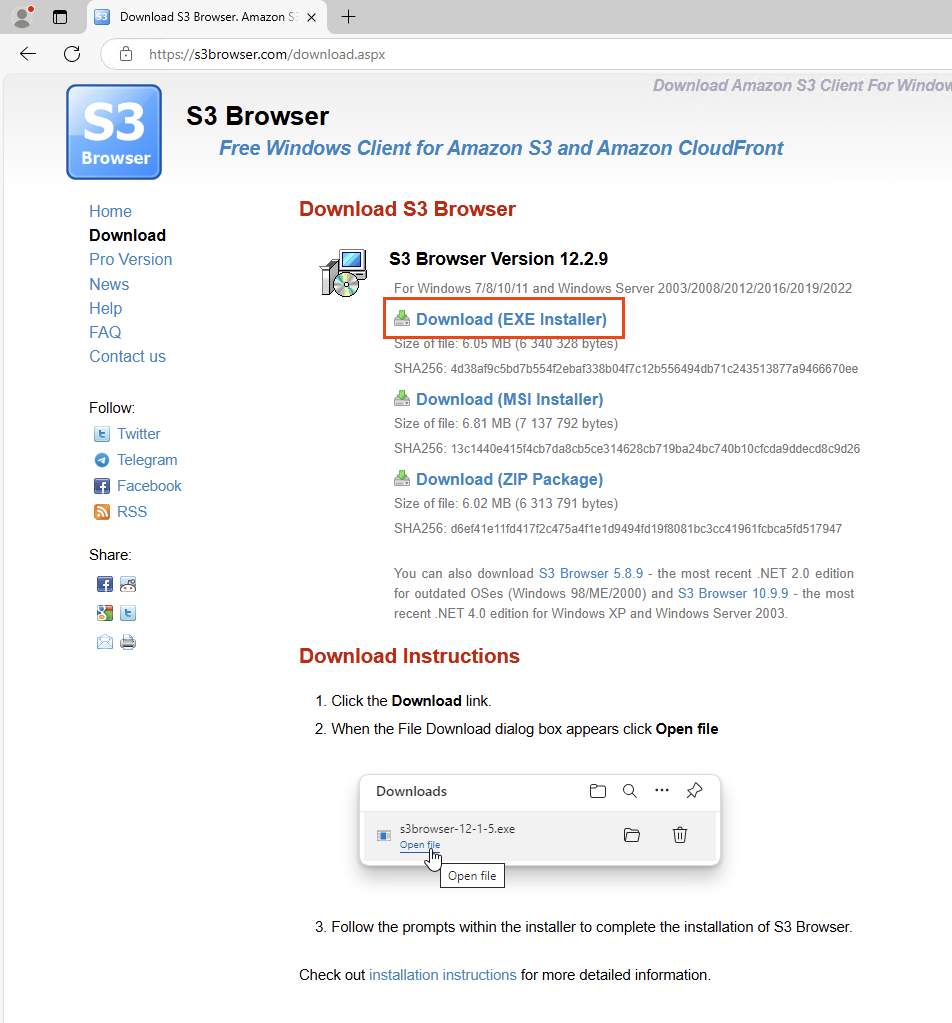 Download S3 Browser. Amazon S3
https://s3browser.com/download.aspx
Download Amazon S3 Client For Window
S3
Browser
S3 Browser
Free Windows Client for Amazon S3 and Amazon CloudFront
Home
Download
Pro Version
News
Help
FAQ
Contact us
Follow:
Twitter
Telegram
Facebook
RSS
Share:
Download S3 Browser
S3 Browser Version 12.2.9
For Windows 7/8/10/11 and Windows Server 2003/2008/2012/2016/2019/2022
Download (EXE Installer)
Size of file: 6.05 MB (6 340 328 bytes)
SHA256: 4d38af9c5bd7b554f2ebaf338b04f7c12b556494db71c243513877a9466670ee
Download (MSI Installer)
Size of file: 6.81 MB (7 137 792 bytes)
SHA256: 13c1440e415f4cb7da8cb5ce314628cb719ba24bc740b10cfcda9ddecd8c9d26
Download (ZIP Package)
Size of file: 6.02 MB (6 313 791 bytes)
SHA256: d6ef41e11fd417f2c475a4f1e1d9494fd19f8081bc3cc41961fcbca5fd517947
You can also download S3 Browser 5.8.9 - the most recent .NET 2.0 edition
for outdated OSes (Windows 98/ME/2000) and S3 Browser 10.9.9 - the most
recent .NET 4.0 edition for Windows XP and Windows Server 2003.
Download Instructions
1. Click the Download link.
2. When the File Download dialog box appears click Open file
Downloads
s3browser-12-1-5.exe
Open file
Open file
3. Follow the prompts within the installer to complete the installation of S3 Browser.
Check out installation instructions for more detailed information.